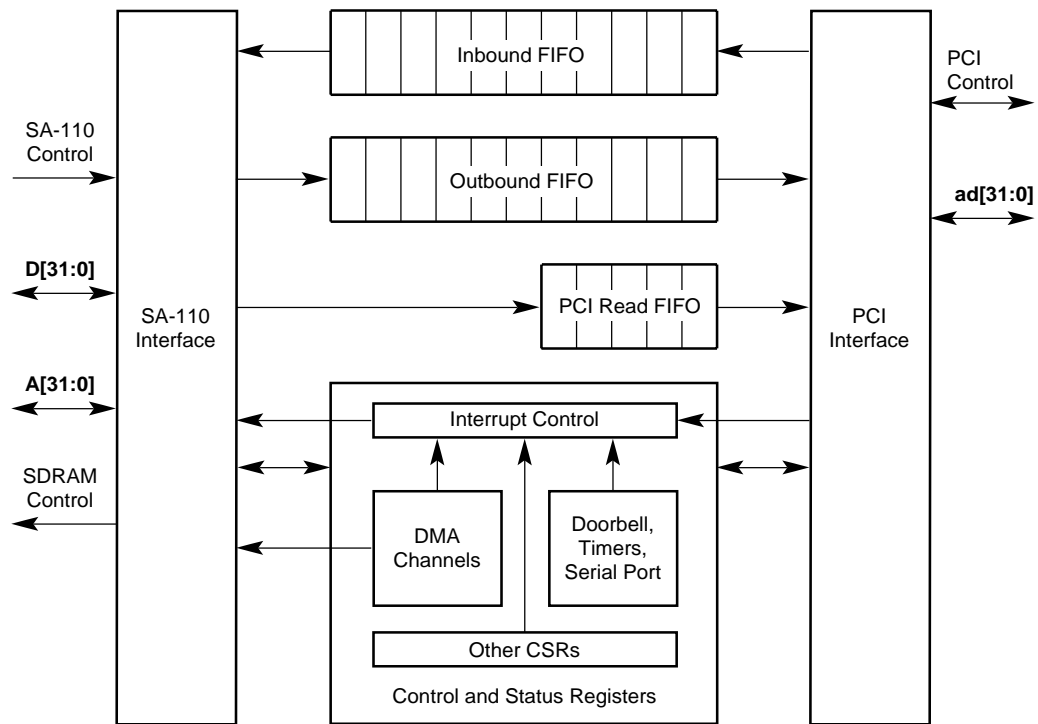 Inbound FIFO
PCI
Control
SA-110
Control
Outbound FIFO
ad[31:0]
D[31:0]
SA-110
Interface
PCI Read FIFO
PCI
Interface
A[31:0]
Interrupt Control
SDRAM
Control
DMA
Channels
Doorbell,
Timers,
Serial Port
Other CSRs
Control and Status Registers